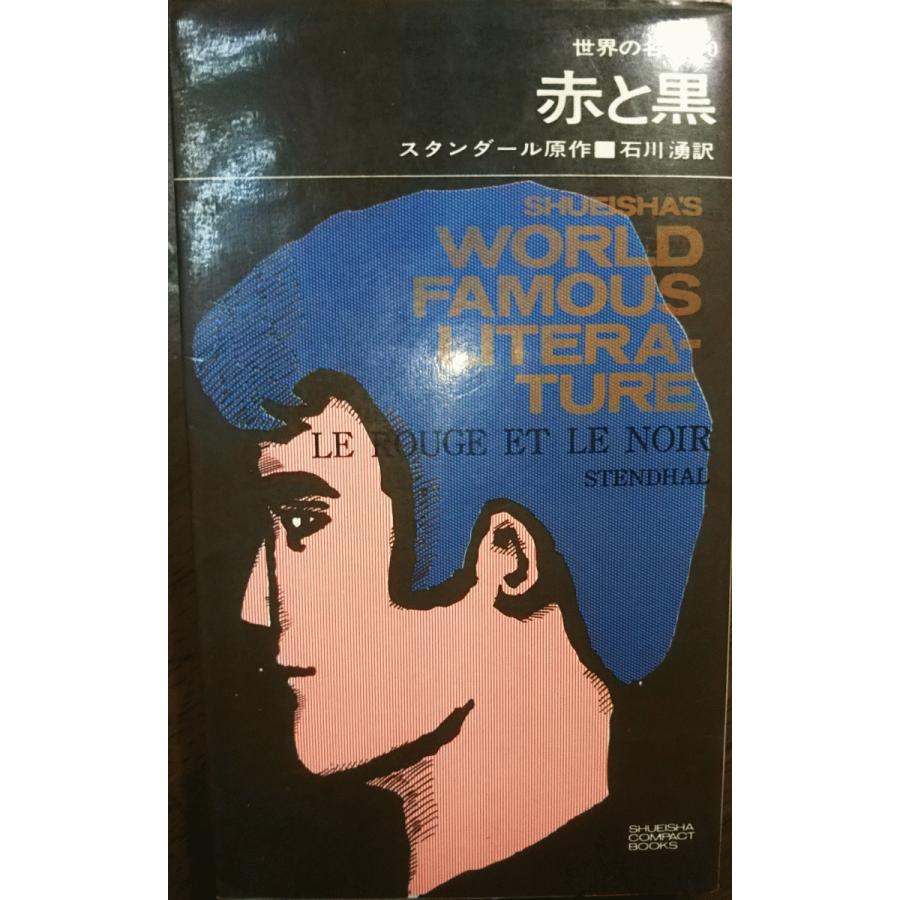 世界の名
赤と黒
スタンダール原作■石川湧訳
SHUEISHA'S
WORLD
FAMOUS
LITERA-
TURE
LE ROUGE ET LE NOIR
STENDHAL
SHUEISHA
COMPACT
BOOKS